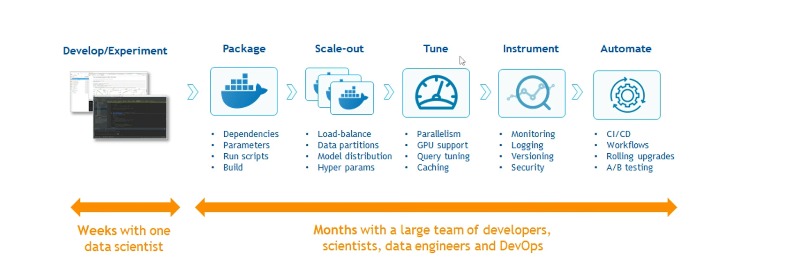 Develop/Experiment
Package
Scale-out
Tune
Instrument
Automate
• Dependencies
• Parameters
• Run scripts
• Build
• Load-balance
• Data partitions
• Model distribution
• Hyper params
• Parallelism
• GPU support
• Query tuning
• Caching
• Monitoring
• Logging
• Versioning
• Security
• CI/CD
• Workflows
• Rolling upgrades
• A/B testing
Weeks with one
data scientist
Months with a large team of developers,
scientists, data engineers and DevOps